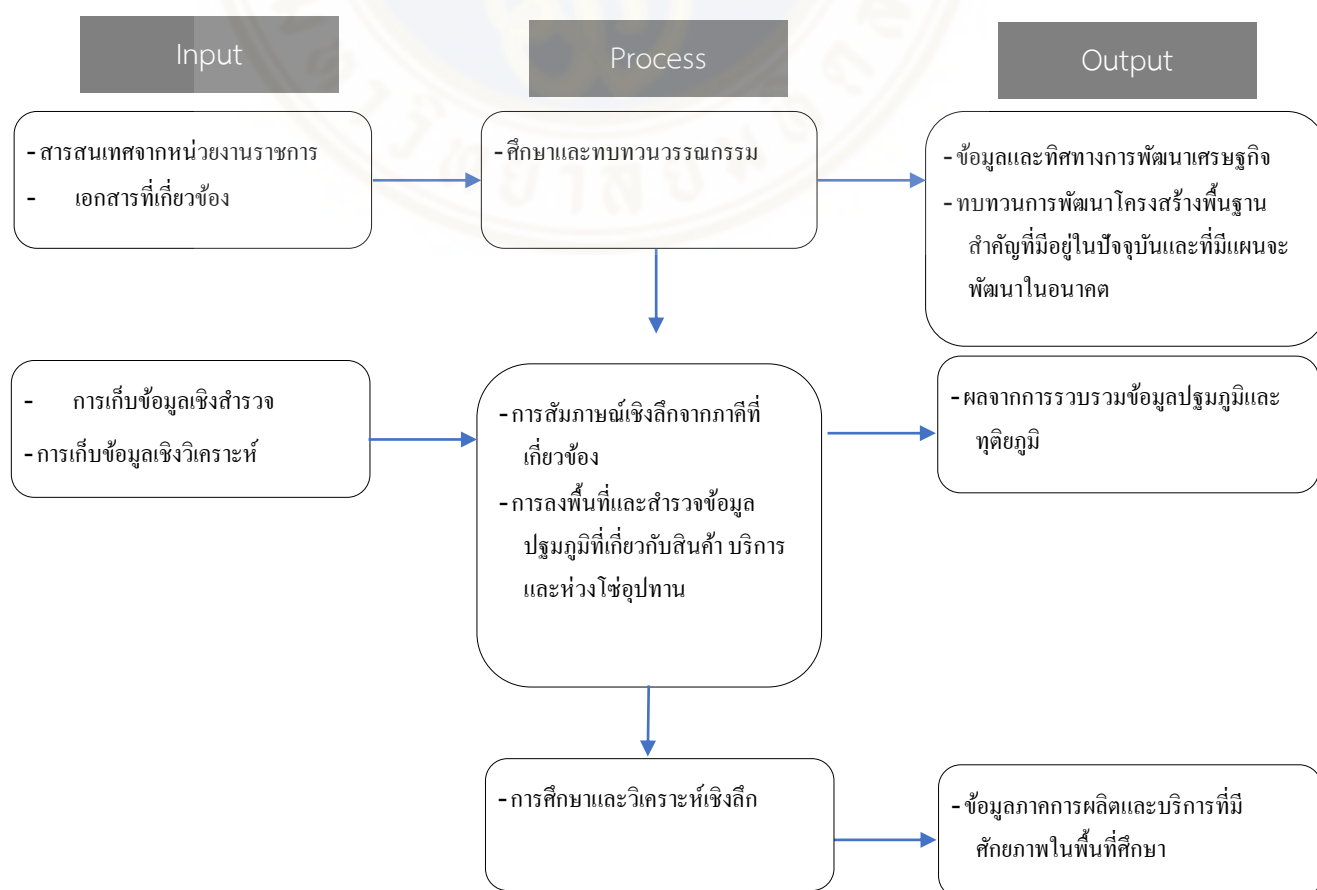 Input
Process
Output
- สารสนเทศจากหน่วยงานราชการ
- เอกสารที่เกี่ยวข้อง
- ศึกษาและทบทวนวรรณกรรม
- ข้อมูลและทิศทางการพัฒนาเศรษฐกิจ
- ทบทวนการพัฒนาโครงสร้างพื้นฐาน
สำคัญที่มีอยู่ในปัจจุบันและที่มีแผนจะ
พัฒนาในอนาคต
- การเก็บข้อมูลเชิงสำรวจ
- การเก็บข้อมูลเชิงวิเคราะห์
- การสัมภาษณ์เชิงลึกจากภาคีที่
เกี่ยวข้อง
- การลงพื้นที่และสำรวจข้อมูล
ปฐมภูมิที่เกี่ยวกับสินค้า บริการ
และห่วงโซ่อุปทาน
- ผลจากการรวบรวมข้อมูลปฐมภูมิและ
ทุติยภูมิ
- การศึกษาและวิเคราะห์เชิงลึก
- ข้อมูลภาคการผลิตและบริการที่มี
ศักยภาพในพื้นที่ศึกษา